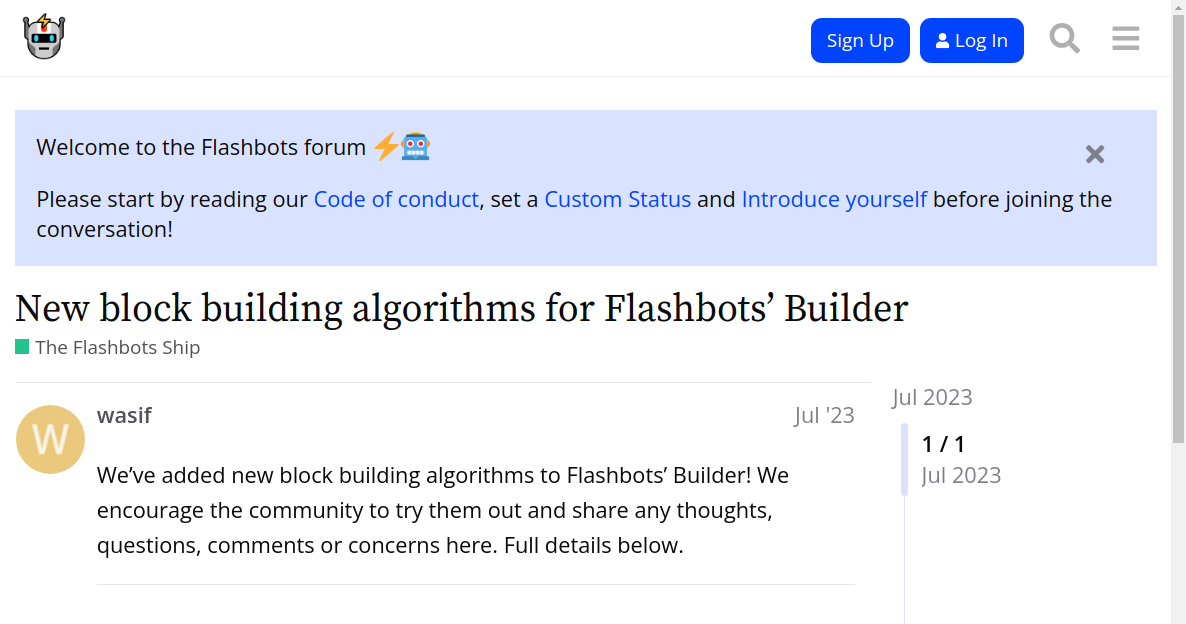 Sign Up
Log In
Welcome to the Flashbots forum
Please start by reading our Code of conduct, set a Custom Status and Introduce yourself before joining the
conversation!
New block building algorithms for Flashbots’ Builder
The Flashbots Ship
W
wasif
Jul '23
We’ve added new block building algorithms to Flashbots’ Builder! We
encourage the community to try them out and share any thoughts,
questions, comments or concerns here. Full details below.
Jul 2023
1 / 1
Jul 2023